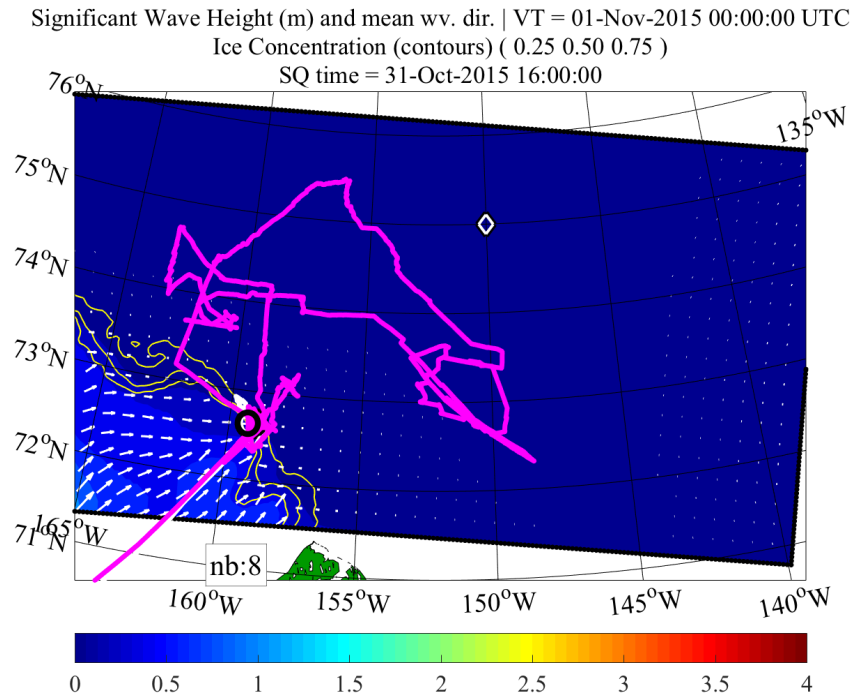 Significant Wave Height (m) and mean wv. dir. | VT = 01-Nov-2015 00:00:00 UTC
Ice Concentration (contours) ( 0.25 0.50 0.75 )
SQ time = 31-Oct-2015 16:00:00
76°N
135°W
75°N
74°N
73°N
72°N
71°N
165°W
nb:8
160°W
155°W
150°W
145°W
140°W
0 0.5 1 1.5 2 2.5 3 3.5 4